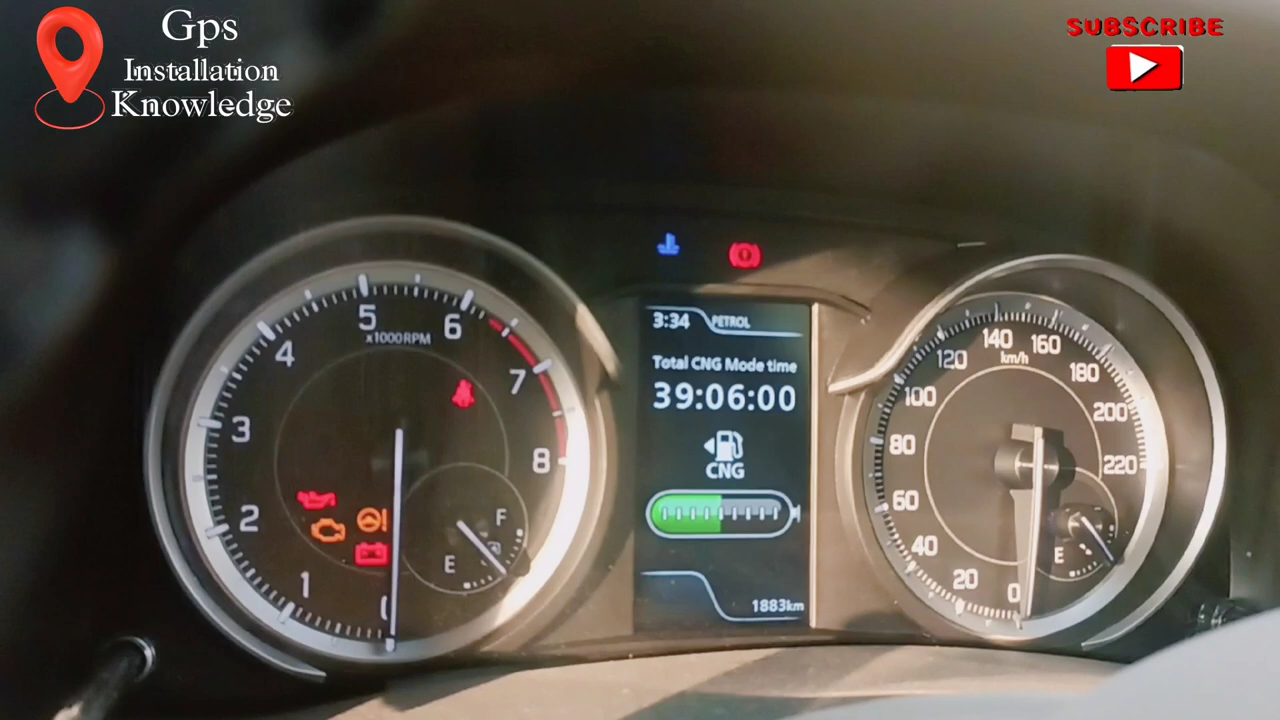 Gps
Installation
Knowledge
SUBSCRIBE
5
6
x1000RPM
4
7
3
8
2
1
0
F
E
3:34 PETROL
Total CNG Mode time
39:06:00
CNG
1883km
140
160
km/h
120
180
100
200
80
220
60
40
20
0
E